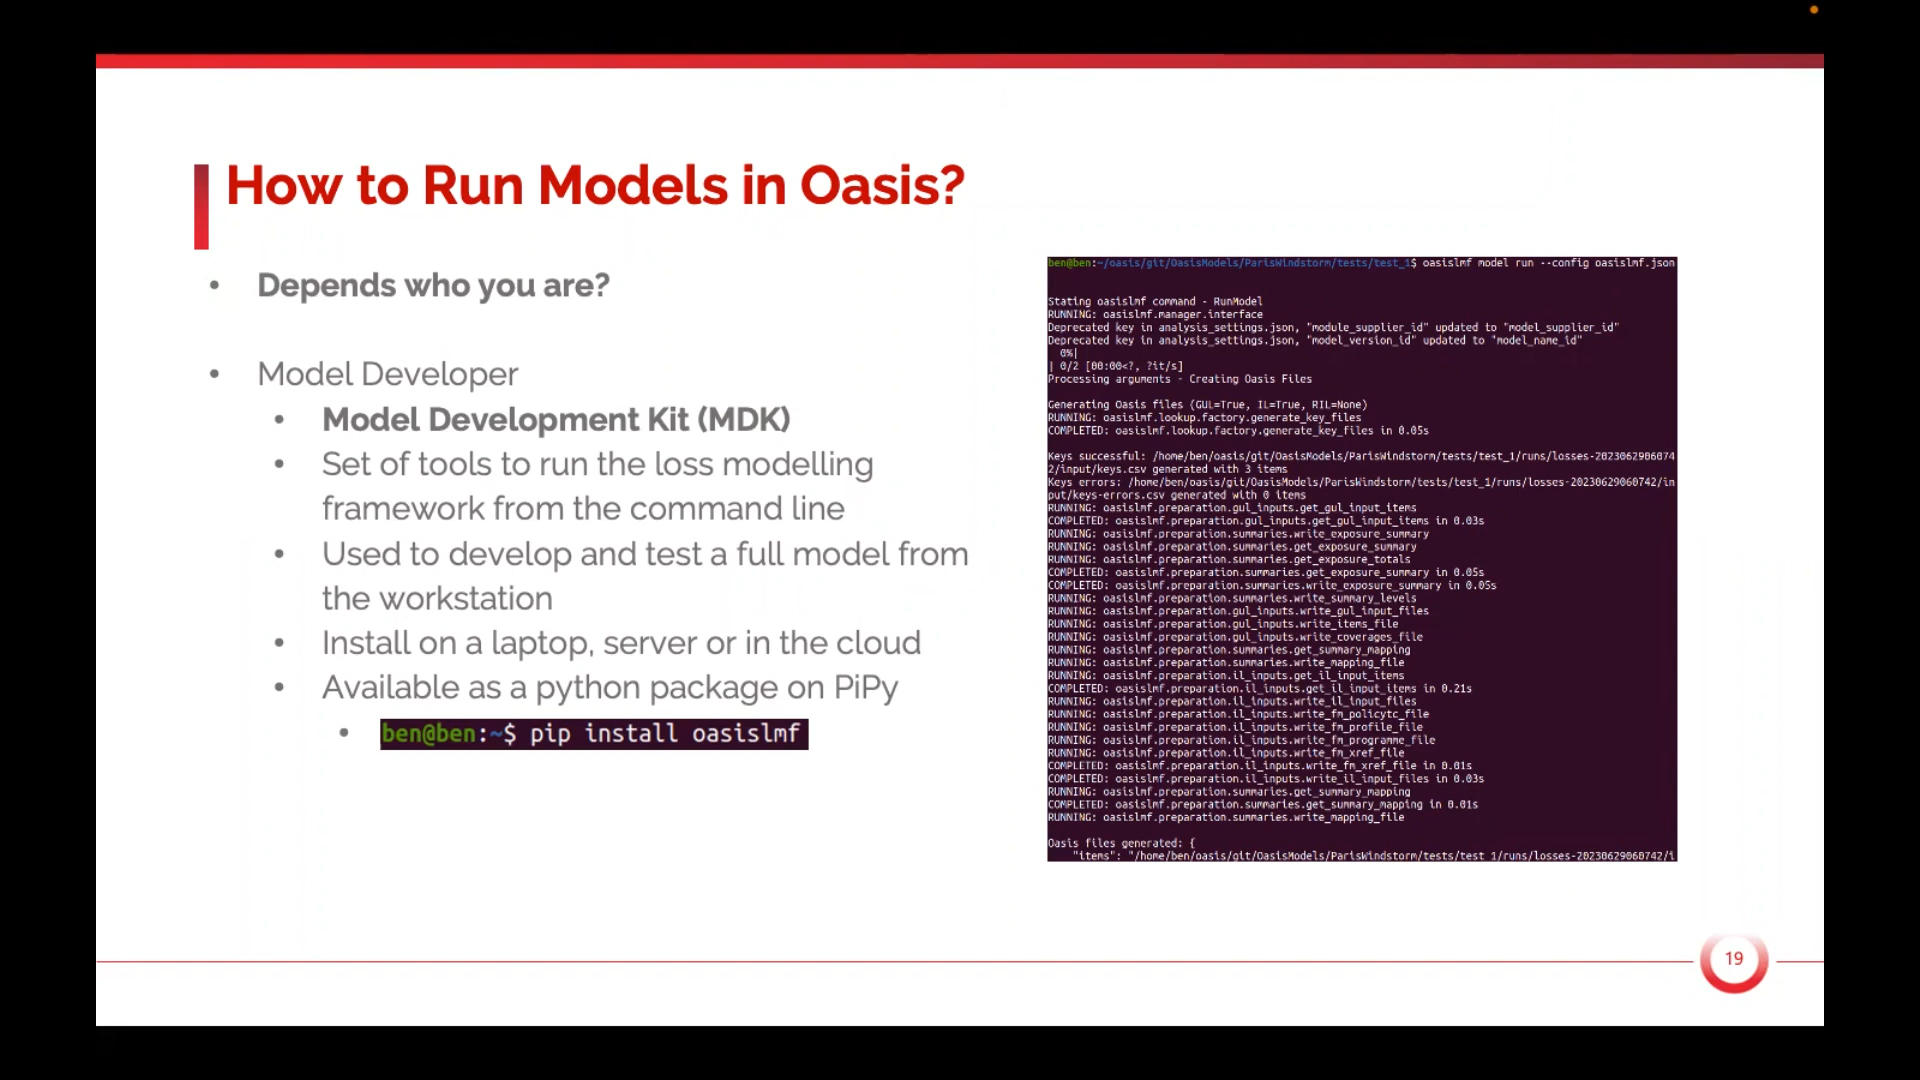 How to Run Models in Oasis?
• Depends who you are?
• Model Developer
• Model Development Kit (MDK)
• Set of tools to run the loss modelling
framework from the command line
• Used to develop and test a full model from
the workstation
• Install on a laptop, server or in the cloud
• Available as a python package on PiPy
• ben@ben:~$ pip install oasislmf
ben@ben:~/oasis/git/OasisModels/ParisWindstorm/tests/test_1$ oasislmf model run --config oasislmf.json
Stating oasislmf command - RunModel
RUNNING: oasislmf.manager.interface
Deprecated key in analysis_settings.json, "module_supplier_id" updated to "model_supplier_id"
Deprecated key in analysis_settings.json, "model_version_id" updated to "model_name_id"
0%|
| 0/2 [00:00<?, ?it/s]
Processing arguments - Creating Oasis Files
Generating Oasis files (GUL=True, IL=True, RIL=None)
RUNNING: oasislmf.lookup.factory.generate_key_files
COMPLETED: oasislmf.lookup.factory.generate_key_files in 0.05s
Keys successful: /home/ben/oasis/git/OasisModels/ParisWindstorm/tests/test_1/runs/losses-2023062906074
2/input/keys.csv generated with 3 items
Keys errors: /home/ben/oasis/git/OasisModels/ParisWindstorm/tests/test_1/runs/losses-20230629060742/in
put/keys-errors.csv generated with 0 items
RUNNING: oasislmf.preparation.gul_inputs.get_gul_input_items
COMPLETED: oasislmf.preparation.gul_inputs.get_gul_input_items in 0.03s
RUNNING: oasislmf.preparation.summaries.write_exposure_summary
RUNNING: oasislmf.preparation.summaries.get_exposure_summary
RUNNING: oasislmf.preparation.summaries.get_exposure_totals
COMPLETED: oasislmf.preparation.summaries.get_exposure_summary in 0.05s
COMPLETED: oasislmf.preparation.summaries.write_exposure_summary in 0.05s
RUNNING: oasislmf.preparation.summaries.write_summary_levels
RUNNING: oasislmf.preparation.gul_inputs.write_gul_input_files
RUNNING: oasislmf.preparation.gul_inputs.write_items_file
RUNNING: oasislmf.preparation.gul_inputs.write_coverages_file
RUNNING: oasislmf.preparation.summaries.get_summary_mapping
RUNNING: oasislmf.preparation.summaries.write_mapping_file
RUNNING: oasislmf.preparation.il_inputs.get_il_input_items
COMPLETED: oasislmf.preparation.il_inputs.get_il_input_items in 0.21s
RUNNING: oasislmf.preparation.il_inputs.write_il_input_files
RUNNING: oasislmf.preparation.il_inputs.write_fm_policytc_file
RUNNING: oasislmf.preparation.il_inputs.write_fm_profile_file
RUNNING: oasislmf.preparation.il_inputs.write_fm_programme_file
RUNNING: oasislmf.preparation.il_inputs.write_fm_xref_file
COMPLETED: oasislmf.preparation.il_inputs.write_fm_xref_file in 0.01s
COMPLETED: oasislmf.preparation.il_inputs.write_il_input_files in 0.03s
RUNNING: oasislmf.preparation.summaries.get_summary_mapping
COMPLETED: oasislmf.preparation.summaries.get_summary_mapping in 0.01s
RUNNING: oasislmf.preparation.summaries.write_mapping_file
Oasis files generated: {
"items": "/home/ben/oasis/git/OasisModels/ParisWindstorm/tests/test_1/runs/losses-20230629060742/i
19